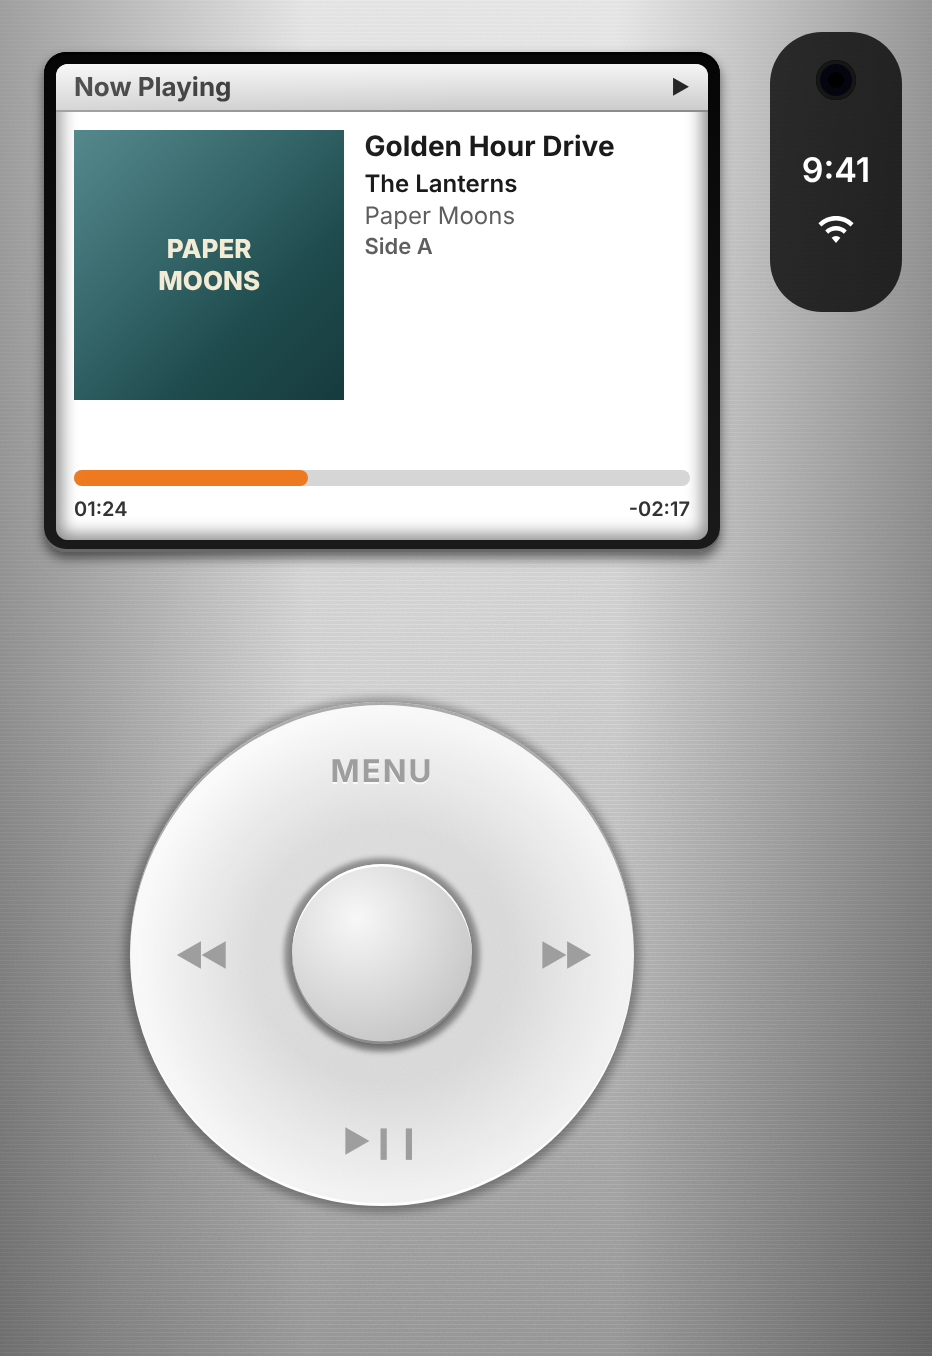 Now Playing
PAPER
MOONS
Golden Hour Drive
The Lanterns
Paper Moons
Side A
01:24
-02:17
9:41
MENU